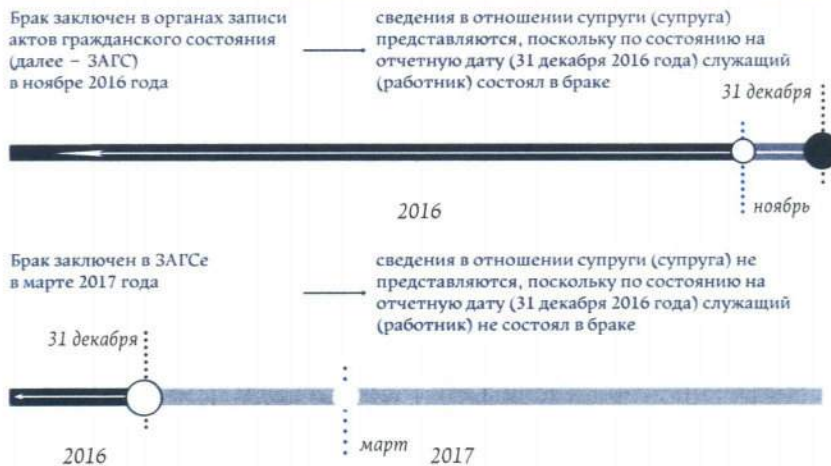 Брак заключен в органах записи
актов гражданского состояния
(далее – ЗАГС)
в ноябре 2016 года
сведения в отношении супруги (супруга)
представляются, поскольку по состоянию на
отчетную дату (31 декабря 2016 года) служащий
(работник) состоял в браке
31 декабря
2016
ноябрь
Брак заключен в ЗАГСе
в марте 2017 года
сведения в отношении супруги (супруга) не
представляются, поскольку по состоянию на
отчетную дату (31 декабря 2016 года) служащий
(работник) не состоял в браке
31 декабря
март
2016
2017